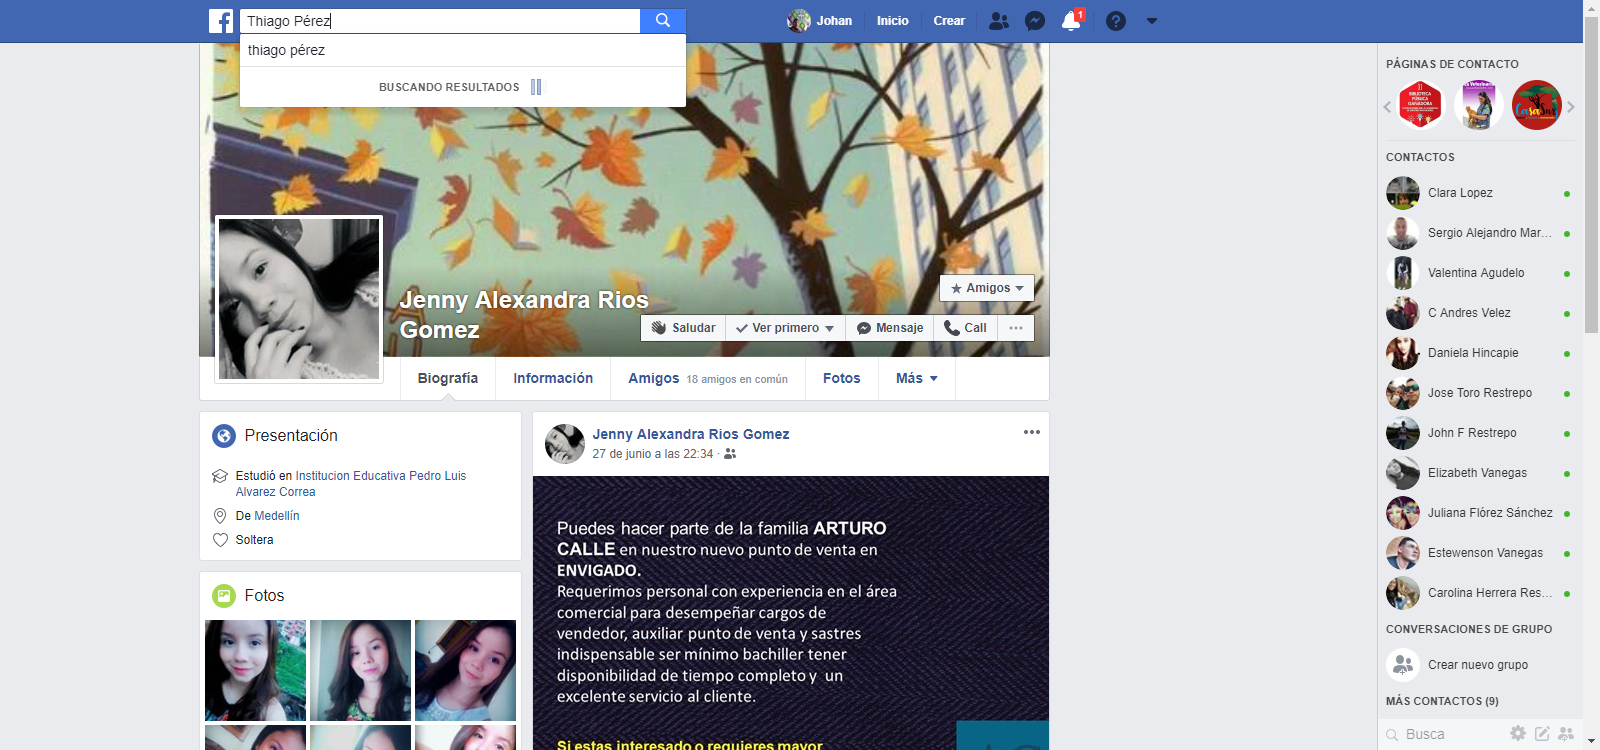 Thiago Pérez
Johan
Inicio
Crear
1
thiago pérez
BUSCANDO RESULTADOS
Jenny Alexandra Rios
Gomez
Amigos
Saludar
Ver primero
Mensaje
Call
Biografía
Información
Amigos 18 amigos en común
Fotos
Más
Presentación
Estudió en Institucion Educativa Pedro Luis
Alvarez Correa
De Medellín
Soltera
Fotos
Jenny Alexandra Rios Gomez
27 de junio a las 22:34 ·
Puedes hacer parte de la familia ARTURO
CALLE en nuestro nuevo punto de venta en
ENVIGADO.
Requerimos personal con experiencia en el área
comercial para desempeñar cargos de
vendedor, auxiliar punto de venta y sastres
indispensable ser mínimo bachiller tener
disponibilidad de tiempo completo y un
excelente servicio al cliente.
Si estas interesado o requieres mayor
PÁGINAS DE CONTACTO
BIBLIOTECA
PÚBLICA
GANADORA
CasaSur
CONTACTOS
Clara Lopez
Sergio Alejandro Mar...
Valentina Agudelo
C Andres Velez
Daniela Hincapie
Jose Toro Restrepo
John F Restrepo
Elizabeth Vanegas
Juliana Flórez Sánchez
Estewenson Vanegas
Carolina Herrera Res...
CONVERSACIONES DE GRUPO
Crear nuevo grupo
MÁS CONTACTOS (9)
Busca